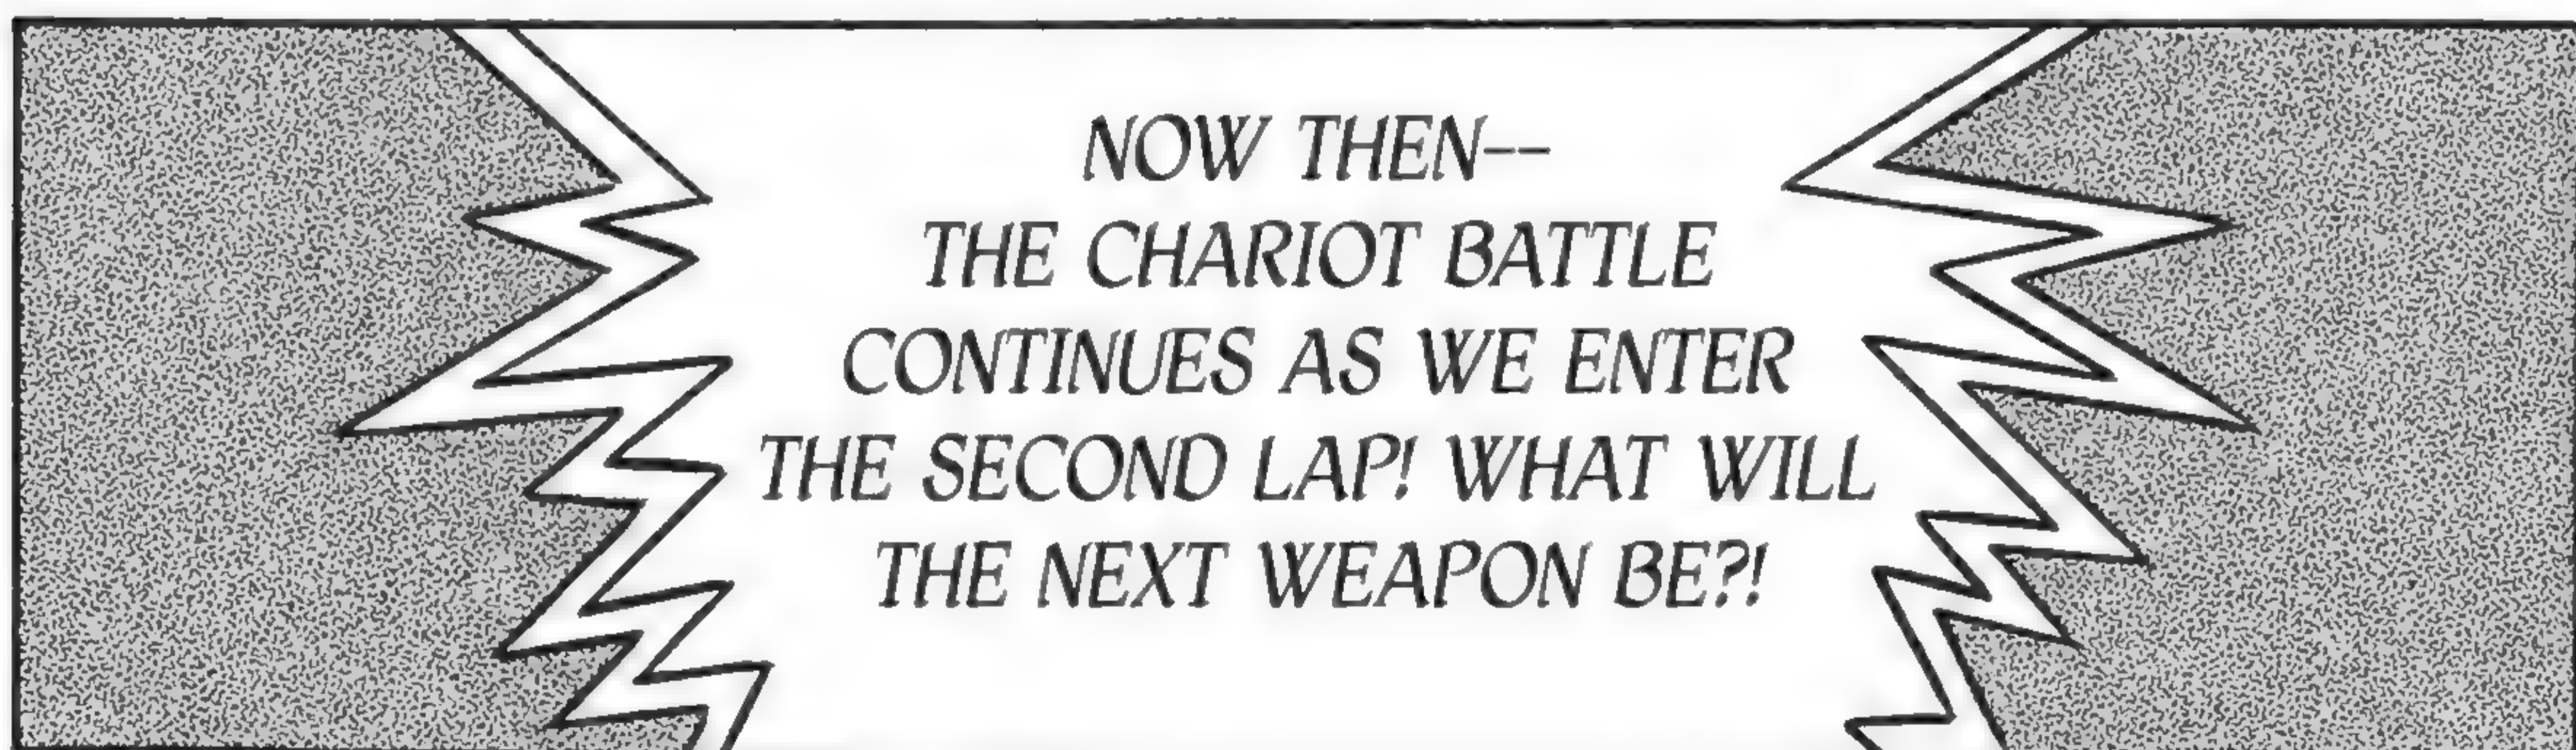 NOW THEN--
THE CHARIOT BATTLE
CONTINUES AS WE ENTER
THE SECOND LAP! WHAT WILL
THE NEXT WEAPON BE?!